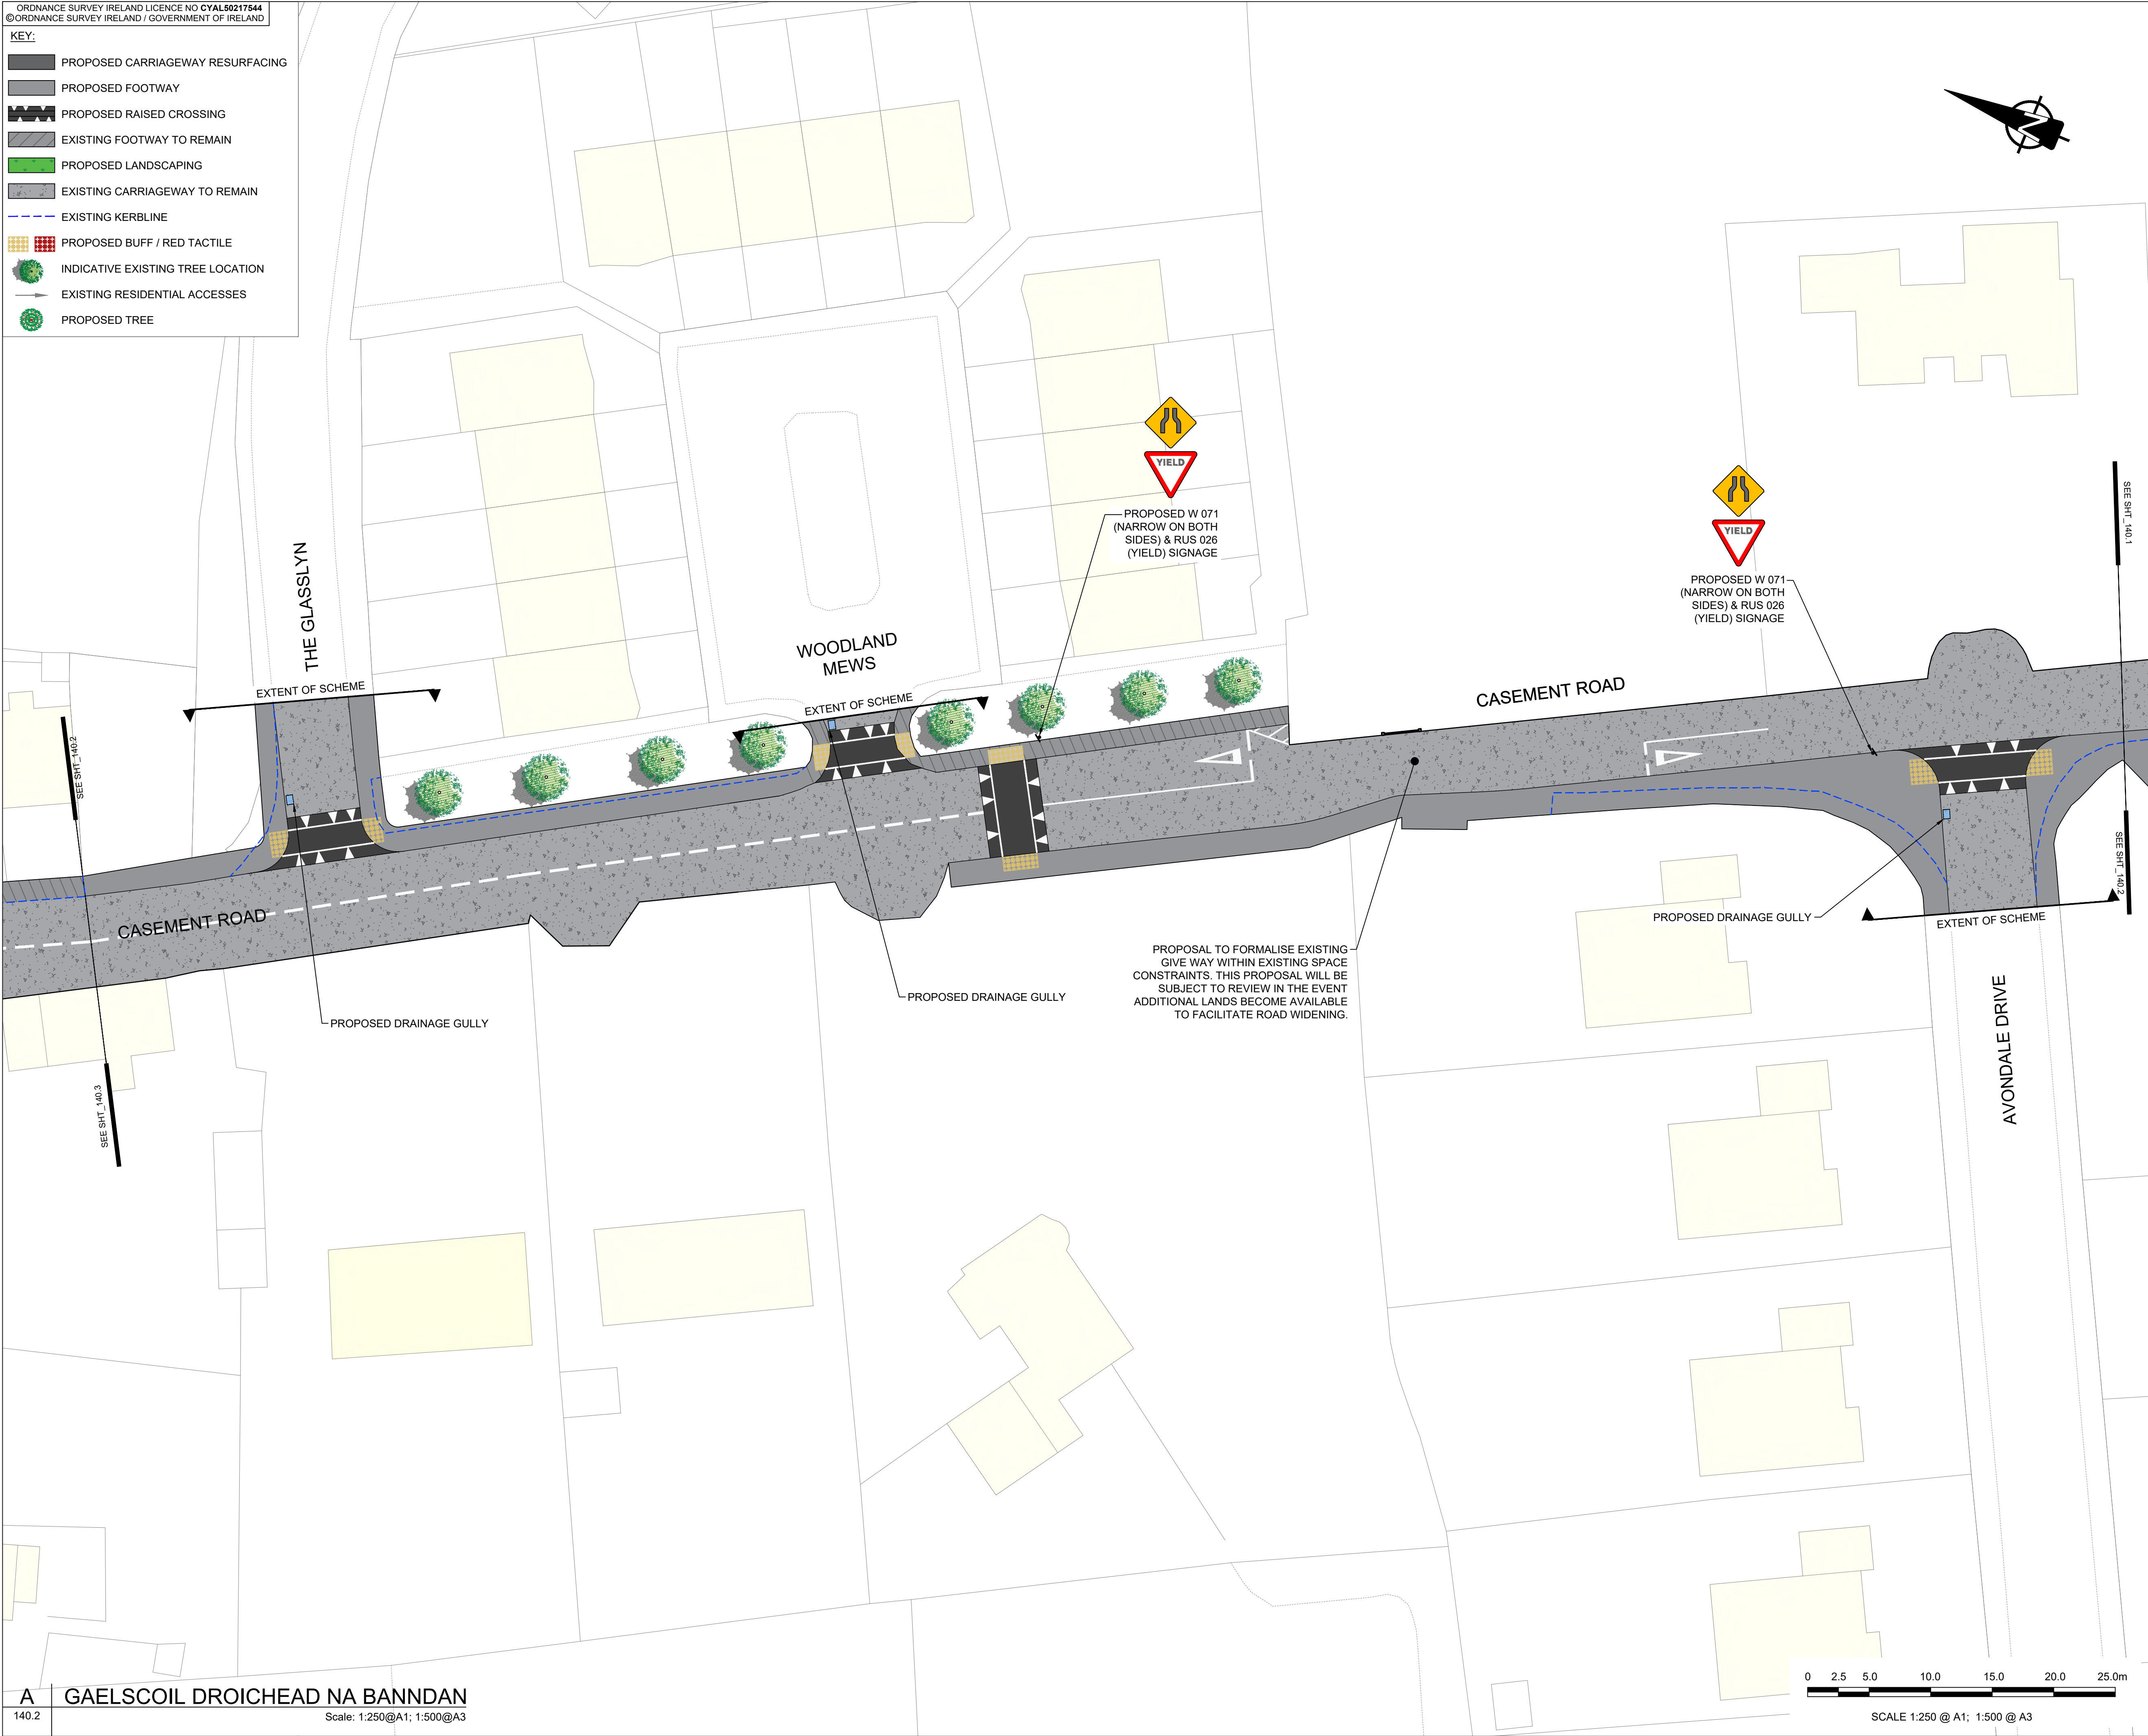 ORDNANCE SURVEY IRELAND LICENCE NO CYAL50217544
©ORDNANCE SURVEY IRELAND / GOVERNMENT OF IRELAND
KEY:
PROPOSED CARRIAGEWAY RESURFACING
PROPOSED FOOTWAY
PROPOSED RAISED CROSSING
EXISTING FOOTWAY TO REMAIN
PROPOSED LANDSCAPING
EXISTING CARRIAGEWAY TO REMAIN
EXISTING KERBLINE
PROPOSED BUFF / RED TACTILE
INDICATIVE EXISTING TREE LOCATION
EXISTING RESIDENTIAL ACCESSES
PROPOSED TREE
N
YIELD
PROPOSED W 071
(NARROW ON BOTH
SIDES) & RUS 026
(YIELD) SIGNAGE
YIELD
PROPOSED W 071
(NARROW ON BOTH
SIDES) & RUS 026
(YIELD) SIGNAGE
SEE SHT_140.1
SEE SHT_140.2
THE GLASSLYN
EXTENT OF SCHEME
WOODLAND
MEWS
EXTENT OF SCHEME
CASEMENT ROAD
SEE SHT_140.2
SEE SHT_140.3
CASEMENT ROAD
PROPOSED DRAINAGE GULLY
PROPOSED DRAINAGE GULLY
PROPOSAL TO FORMALISE EXISTING
GIVE WAY WITHIN EXISTING SPACE
CONSTRAINTS. THIS PROPOSAL WILL BE
SUBJECT TO REVIEW IN THE EVENT
ADDITIONAL LANDS BECOME AVAILABLE
TO FACILITATE ROAD WIDENING.
PROPOSED DRAINAGE GULLY
EXTENT OF SCHEME
AVONDALE DRIVE
A
140.2
GAELSCOIL DROICHEAD NA BANNDAN
Scale: 1:250@A1; 1:500@A3
0 2.5 5.0 10.0 15.0 20.0 25.0m
SCALE 1:250 @ A1; 1:500 @ A3